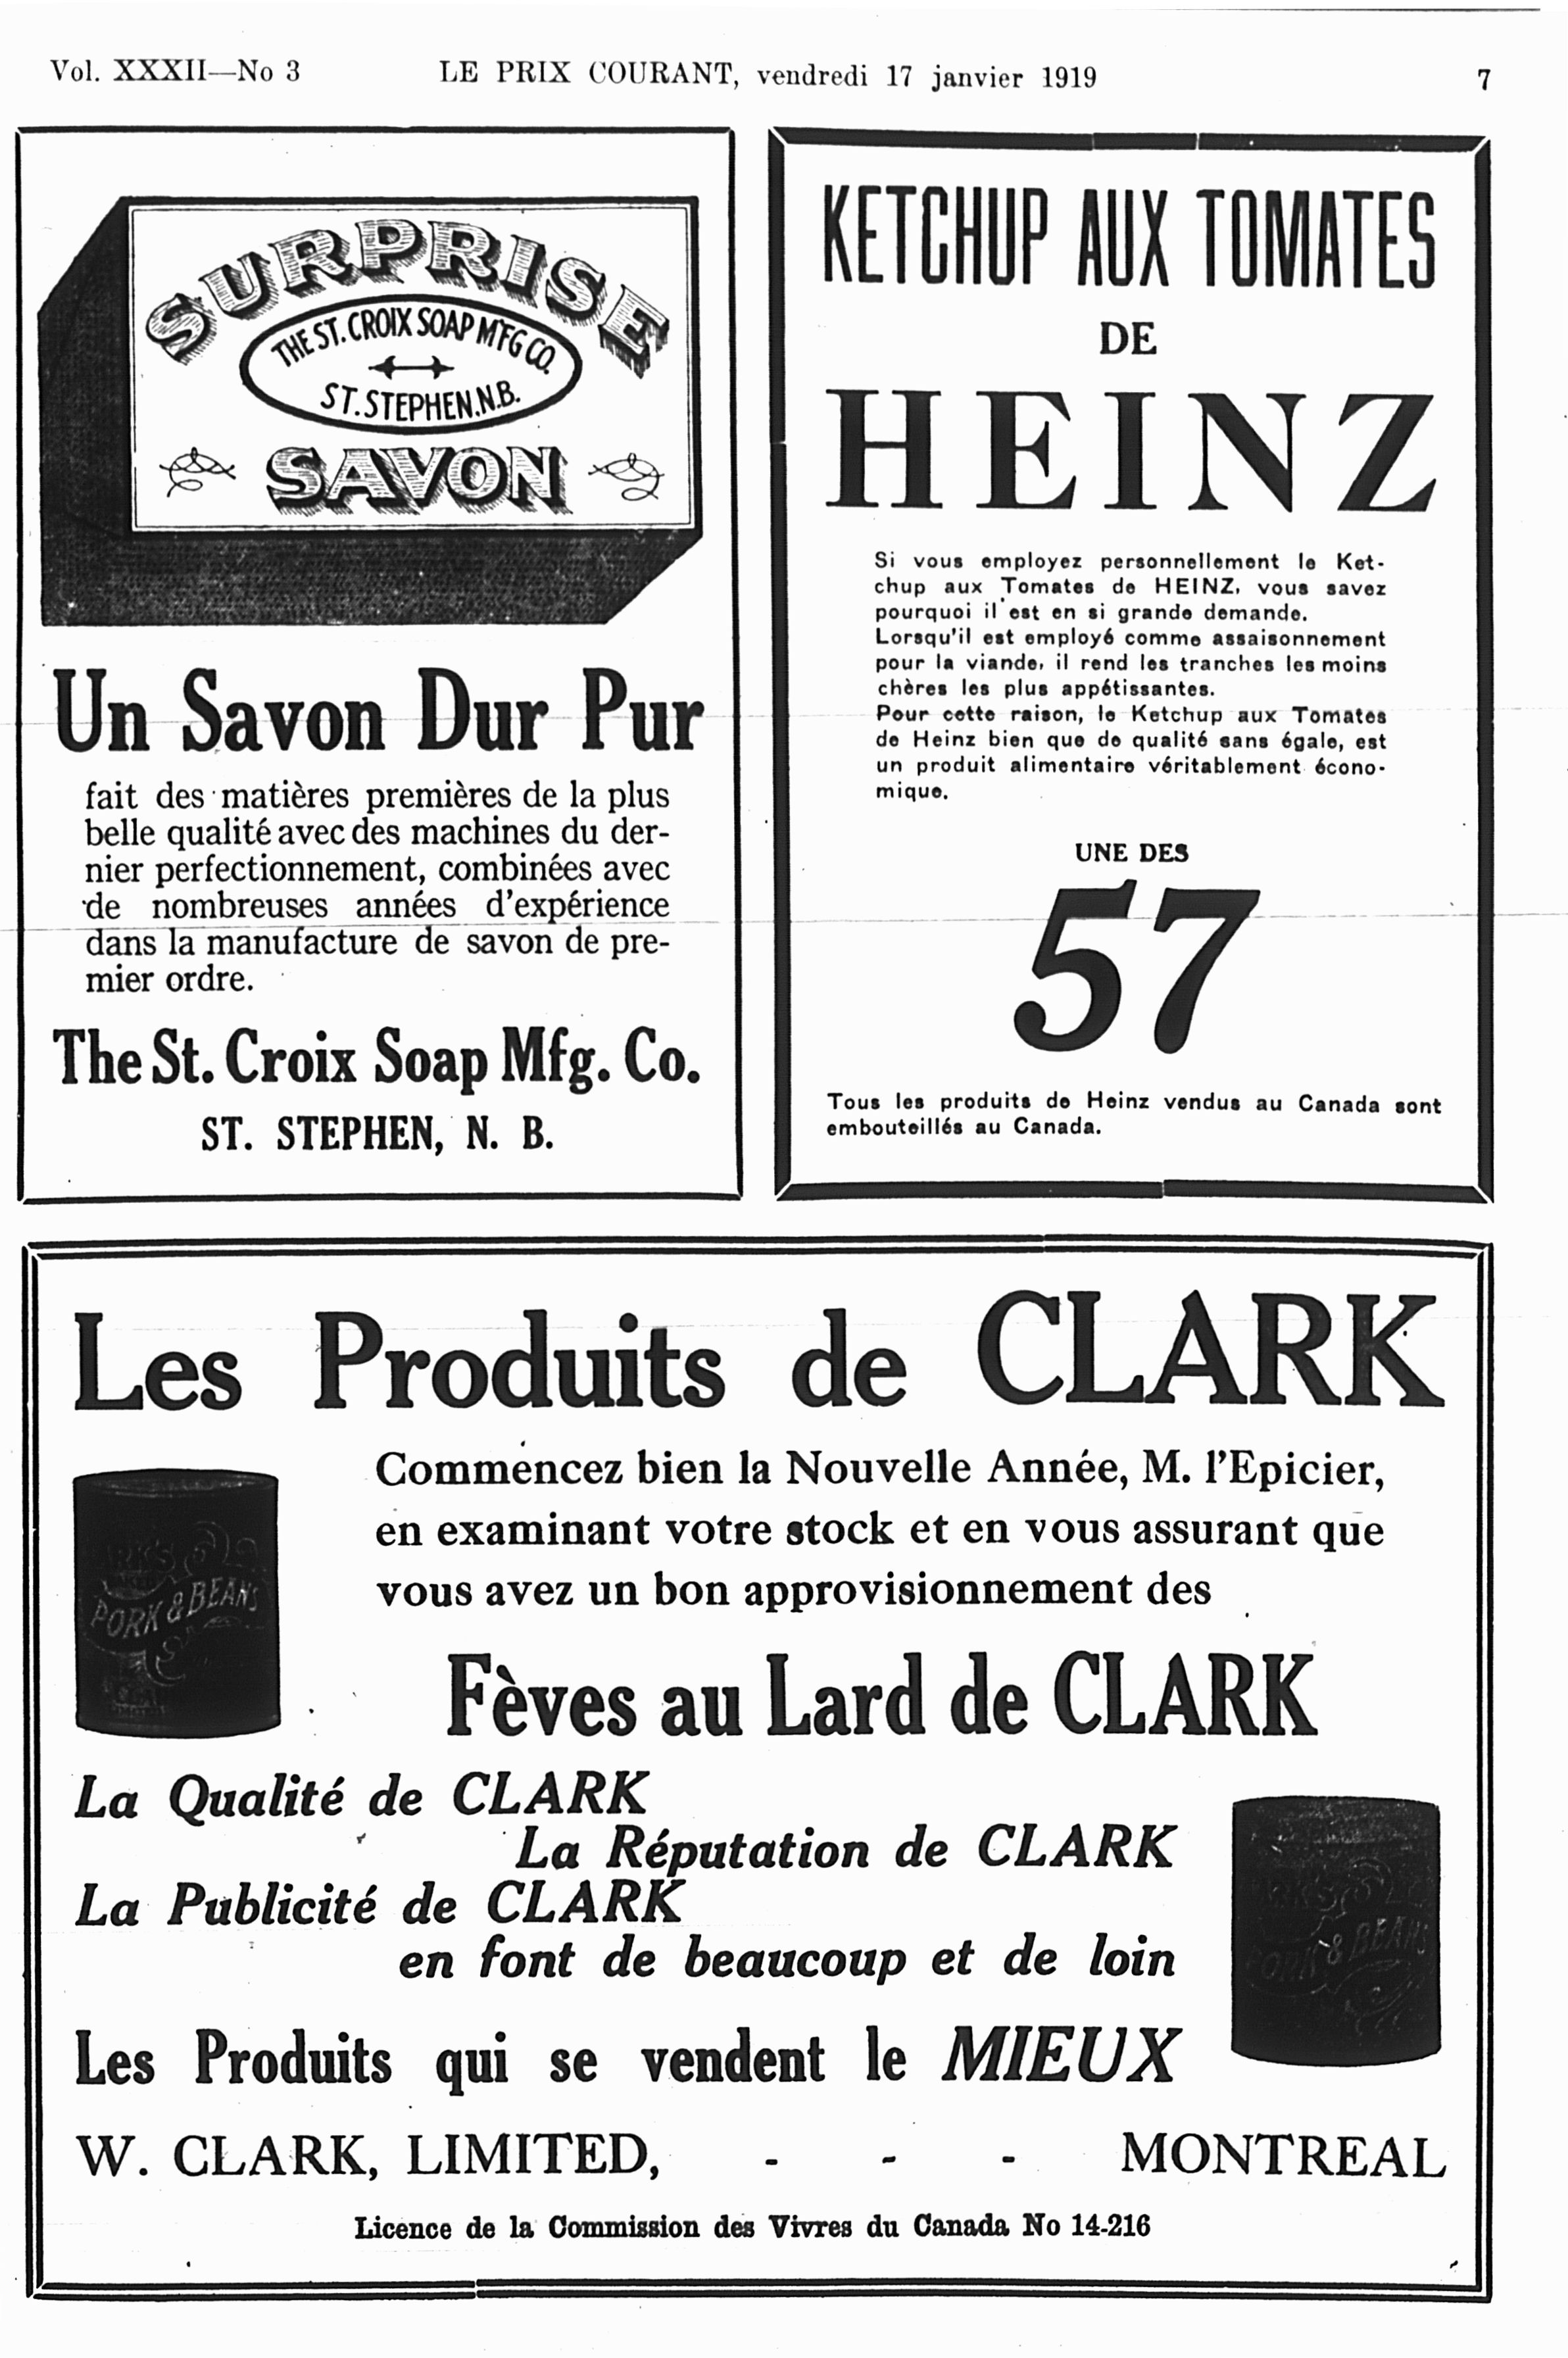 Vol. XXXII—No 3
LE PRIX COURANT, vendredi 17 janvier 1919
7
SURPRISE
THE ST. CROIX SOAP M'F'G CO.
ST. STEPHEN, N.B.
SAVON
Un Savon Dur Pur
fait des matières premières de la plus
belle qualité avec des machines du der-
nier perfectionnement, combinées avec
de nombreuses années d'expérience
dans la manufacture de savon de pre-
mier ordre.
The St. Croix Soap Mfg. Co.
ST. STEPHEN, N. B.
KETCHUP AUX TOMATES
DE
HEINZ
Si vous employez personnellement le Ket-
chup aux Tomates de HEINZ, vous savez
pourquoi il est en si grande demande.
Lorsqu'il est employé comme assaisonnement
pour la viande, il rend les tranches les moins
chères les plus appétissantes.
Pour cette raison, le Ketchup aux Tomates
de Heinz bien que de qualité sans égale, est
un produit alimentaire véritablement écono-
mique.
UNE DES
57
Tous les produits de Heinz vendus au Canada sont
embouteillés au Canada.
Les Produits de CLARK
Commencez bien la Nouvelle Année, M. l'Epicier,
en examinant votre stock et en vous assurant que
vous avez un bon approvisionnement des
PORK & BEANS
Fèves au Lard de CLARK
La Qualité de CLARK
La Réputation de CLARK
La Publicité de CLARK
en font de beaucoup et de loin
PORK & BEANS
Les Produits qui se vendent le MIEUX
W. CLARK, LIMITED, - - - MONTREAL
Licence de la Commission des Vivres du Canada No 14-216